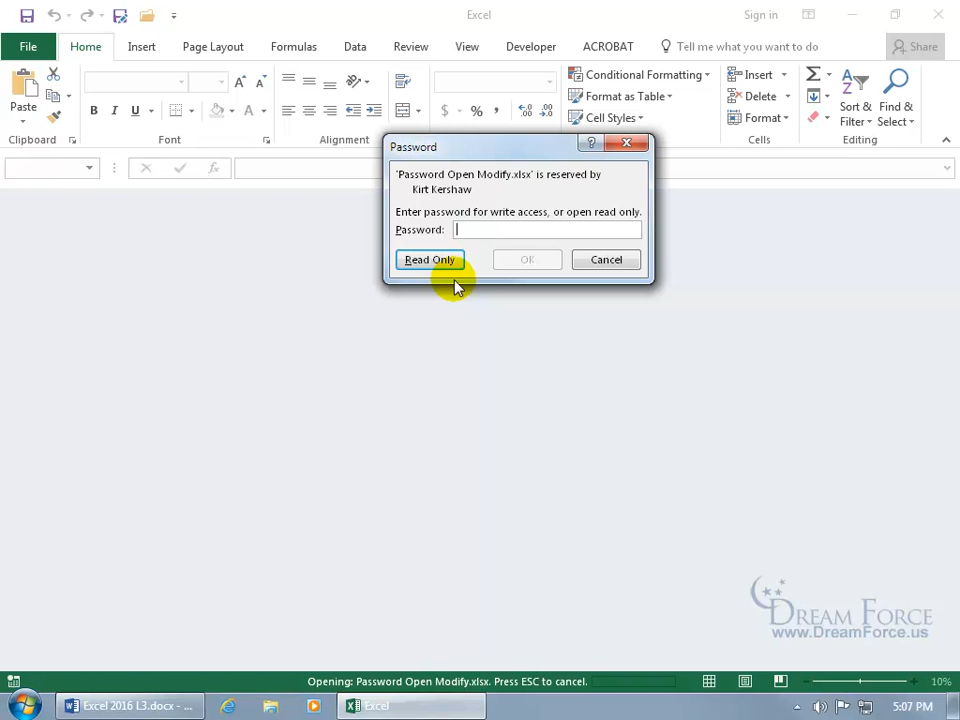 Excel
Sign in
File Home Insert Page Layout Formulas Data Review View Developer ACROBAT Tell me what you want to do Share
Paste
B I U
$ % ,
Conditional Formatting
Format as Table
Cell Styles
Insert
Delete
Format
Sort & Filter
Find & Select
Clipboard Font Alignment Cells Editing
fx
Password
'Password Open Modify.xlsx' is reserved by
Kirt Kershaw
Enter password for write access, or open read only.
Password:
Read Only OK Cancel
DREAM FORCE
www.DreamForce.us
Opening: Password Open Modify.xlsx. Press ESC to cancel.
10%
Excel 2016 L3.docx - ...
Excel
5:07 PM